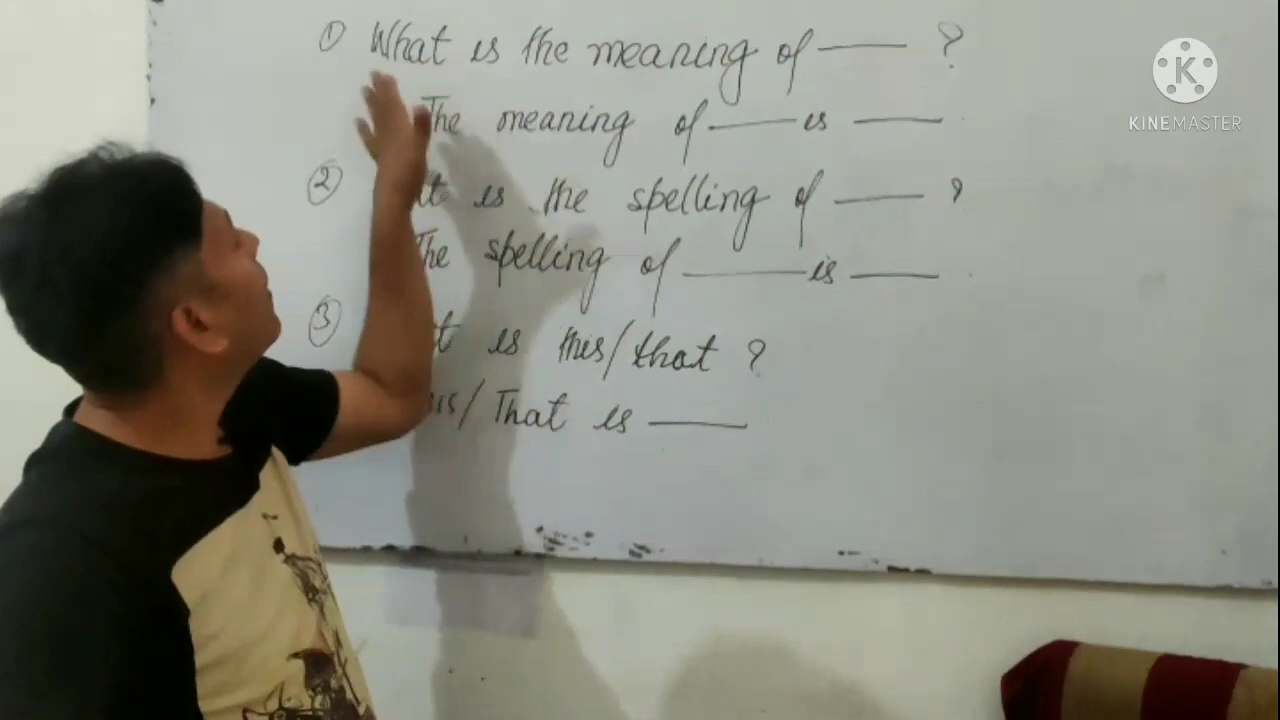 ① What is the meaning of ——— ?
The meaning of ——— is ———.
② is the spelling of ——— ?
The spelling of ——— is ———.
③ is this/that ?
/ That is ———
KINEMASTER